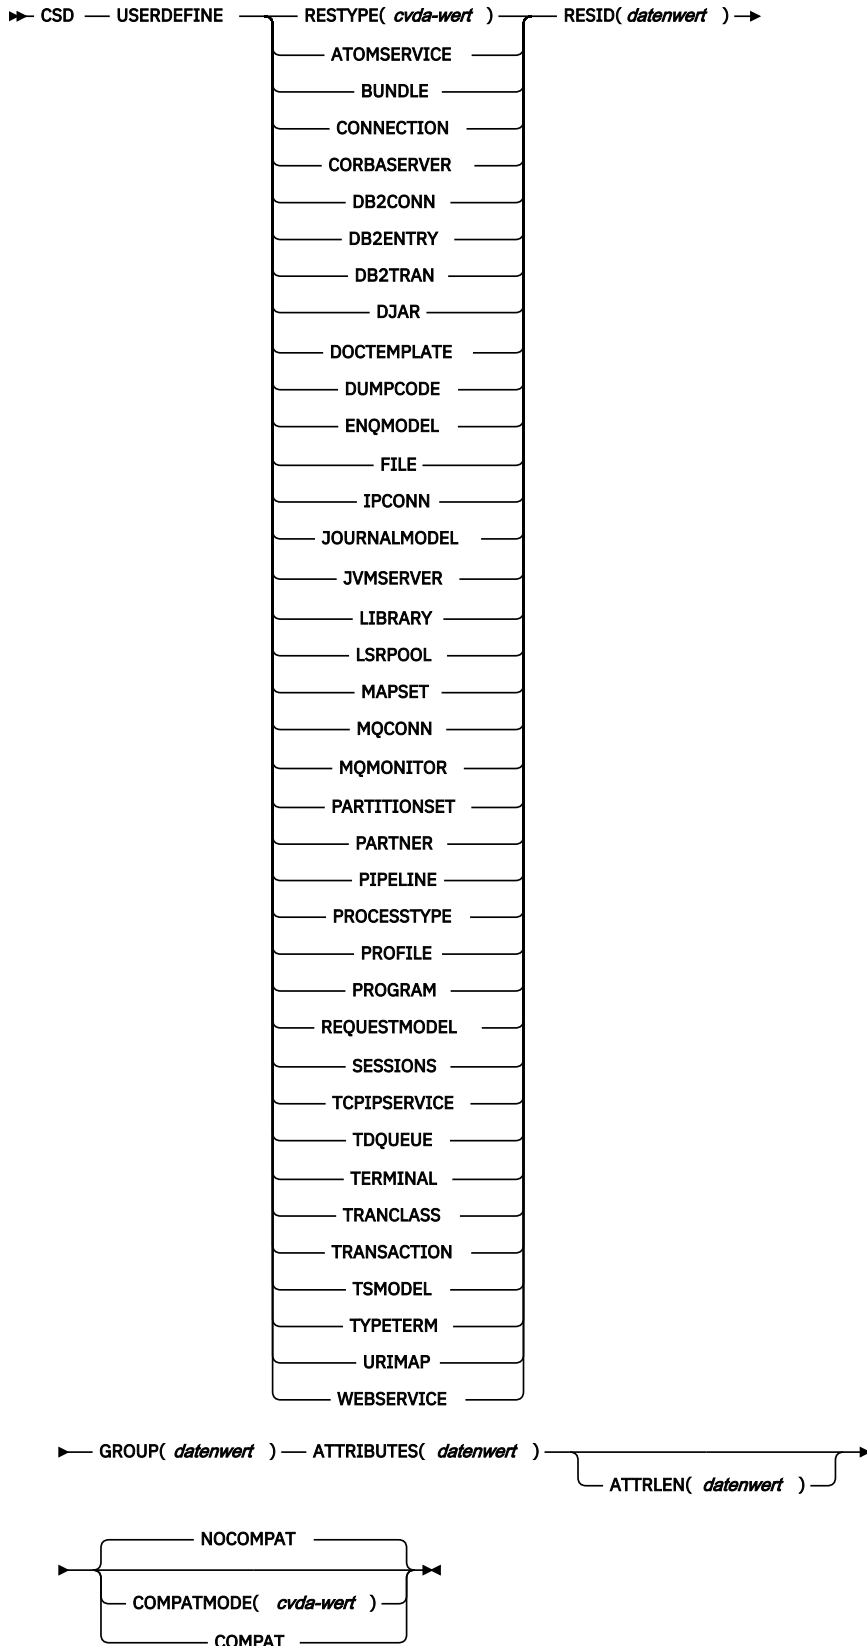 CSD USERDEFINE RESTYPE( cvda-wert ) RESID( datenwert )
ATOMSERVICE
BUNDLE
CONNECTION
CORBASERVER
DB2CONN
DB2ENTRY
DB2TRAN
DJAR
DOCTEMPLATE
DUMPCODE
ENQMODEL
FILE
IPCONN
JOURNALMODEL
JVMSERVER
LIBRARY
LSRPOOL
MAPSET
MQCONN
MQMONITOR
PARTITIONSET
PARTNER
PIPELINE
PROCESSTYPE
PROFILE
PROGRAM
REQUESTMODEL
SESSIONS
TCPIPSERVICE
TDQUEUE
TERMINAL
TRANCLASS
TRANSACTION
TSMODEL
TYPETERM
URIMAP
WEBSERVICE
GROUP( datenwert ) ATTRIBUTES( datenwert )
ATTRLEN( datenwert )
NOCOMPAT
COMPATMODE( cvda-wert )
COMPAT